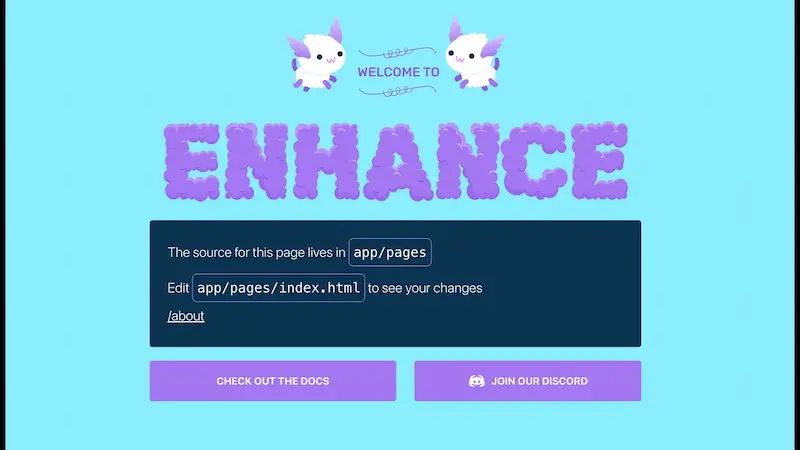 WELCOME TO
ENHANCE
The source for this page lives in app/pages
Edit app/pages/index.html to see your changes
/about
CHECK OUT THE DOCS
JOIN OUR DISCORD